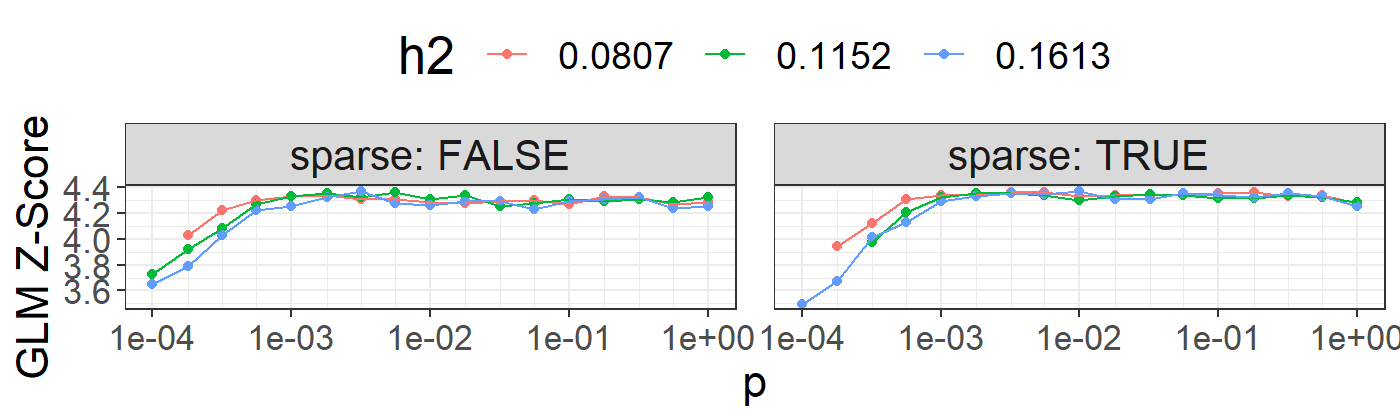 h2 0.0807 0.1152 0.1613
GLM Z-Score
sparse: FALSE sparse: TRUE
4.4
4.2
4.0
3.8
3.6
1e-04 1e-03 1e-02 1e-01 1e+00 1e-04 1e-03 1e-02 1e-01 1e+00
p